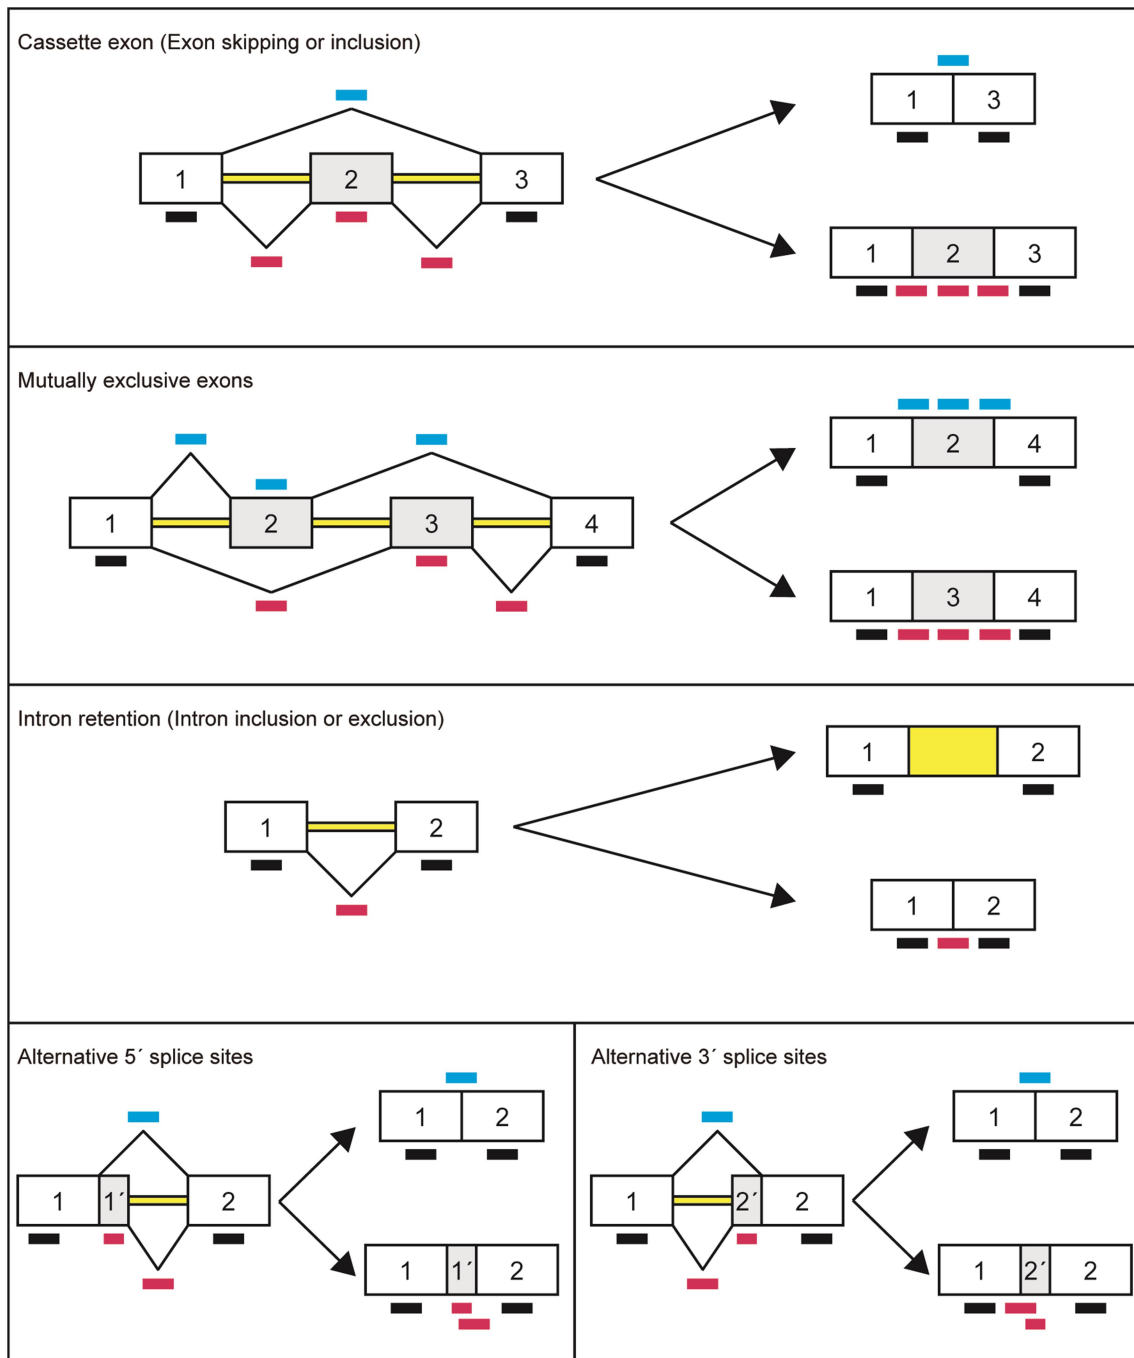 Cassette exon (Exon skipping or inclusion)
1 3
1 2 3
1 2 3
Mutually exclusive exons
1 2 4
1 2 3 4
1 3 4
Intron retention (Intron inclusion or exclusion)
1 2
1 2
1 2
Alternative 5´ splice sites
1 2
1 1´ 2
1 1´ 2
Alternative 3´ splice sites
1 2
1 2´ 2
1 2´ 2